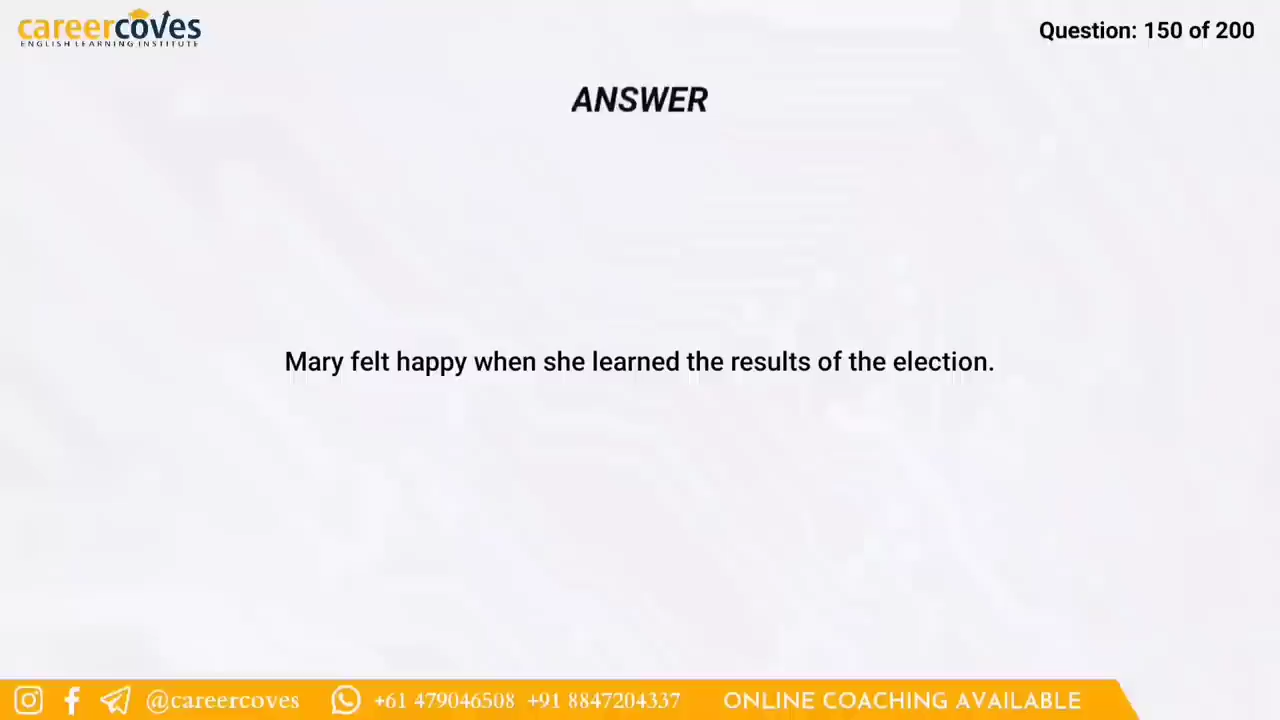 careercoves
ENGLISH LEARNING INSTITUTE
Question: 150 of 200
ANSWER
Mary felt happy when she learned the results of the election.
@careercoves +61 479046508 +91 8847204337 ONLINE COACHING AVAILABLE